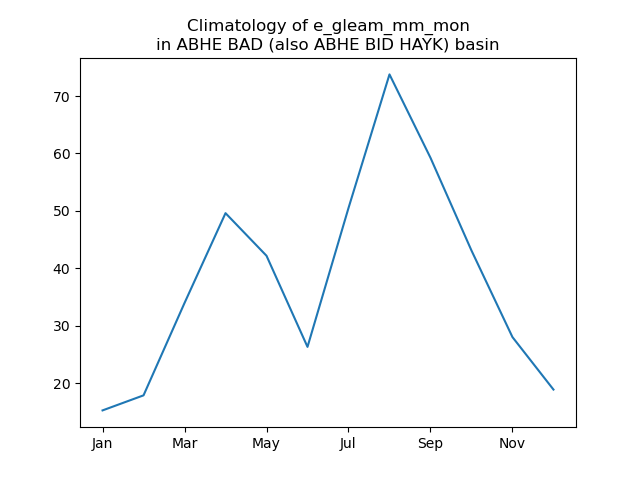 Climatology of e_gleam_mm_mon
in ABHE BAD (also ABHE BID HAYK) basin
70
60
50
40
30
20
Jan
Mar
May
Jul
Sep
Nov